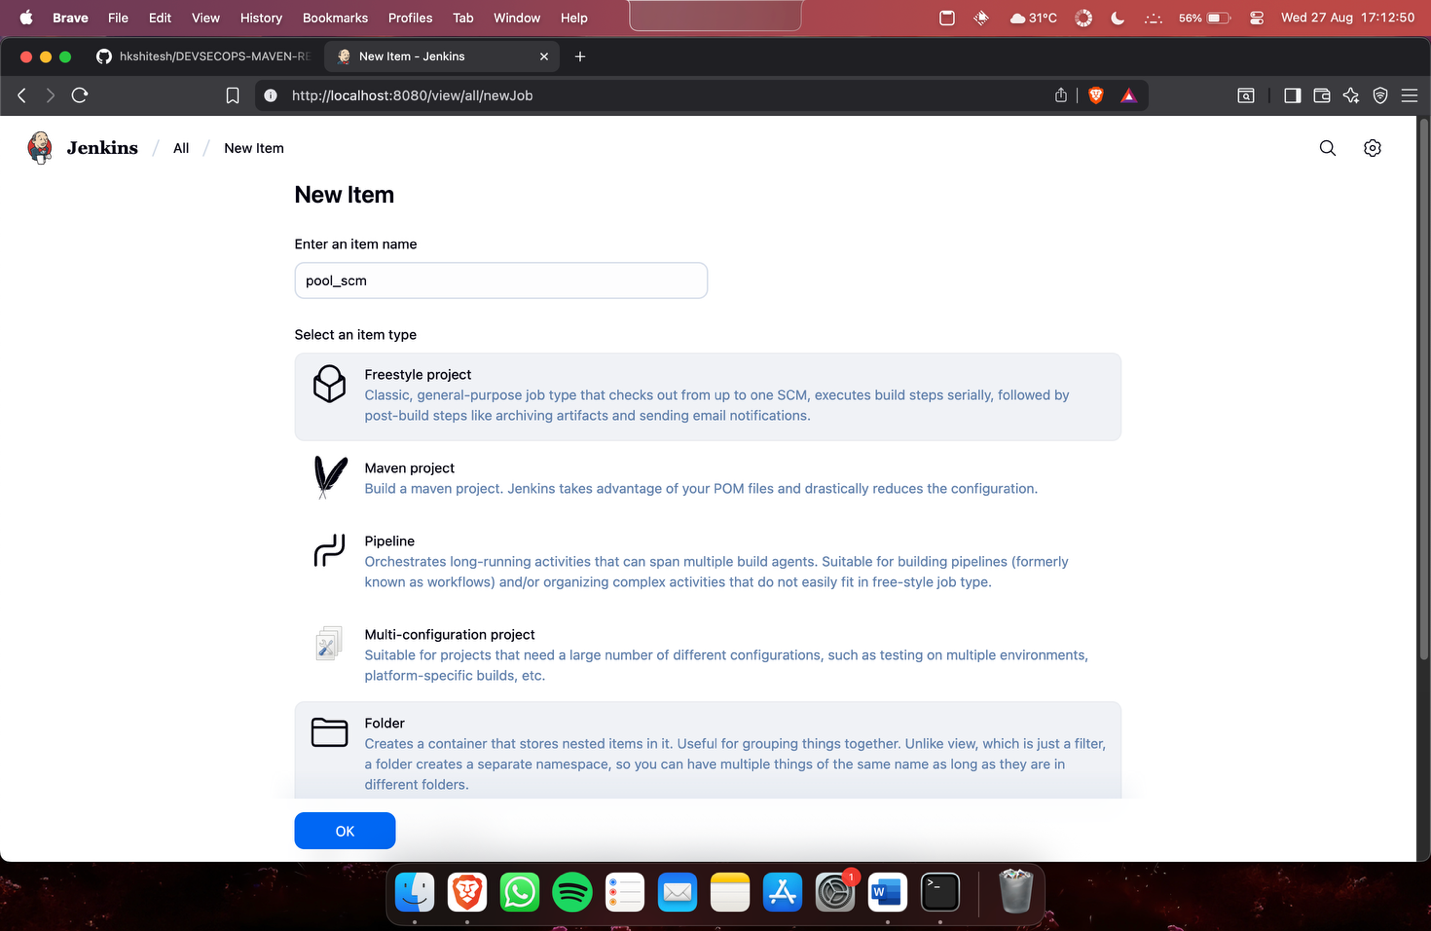 Brave File Edit View History Bookmarks Profiles Tab Window Help 31°C 56% Wed 27 Aug 17:12:50
hkshitesh/DEVSECOPS-MAVEN-RE New Item - Jenkins
http://localhost:8080/view/all/newJob
Jenkins / All / New Item
New Item
Enter an item name
pool_scm
Select an item type
Freestyle project
Classic, general-purpose job type that checks out from up to one SCM, executes build steps serially, followed by
post-build steps like archiving artifacts and sending email notifications.
Maven project
Build a maven project. Jenkins takes advantage of your POM files and drastically reduces the configuration.
Pipeline
Orchestrates long-running activities that can span multiple build agents. Suitable for building pipelines (formerly
known as workflows) and/or organizing complex activities that do not easily fit in free-style job type.
Multi-configuration project
Suitable for projects that need a large number of different configurations, such as testing on multiple environments,
platform-specific builds, etc.
Folder
Creates a container that stores nested items in it. Useful for grouping things together. Unlike view, which is just a filter,
a folder creates a separate namespace, so you can have multiple things of the same name as long as they are in
different folders.
OK
1
W